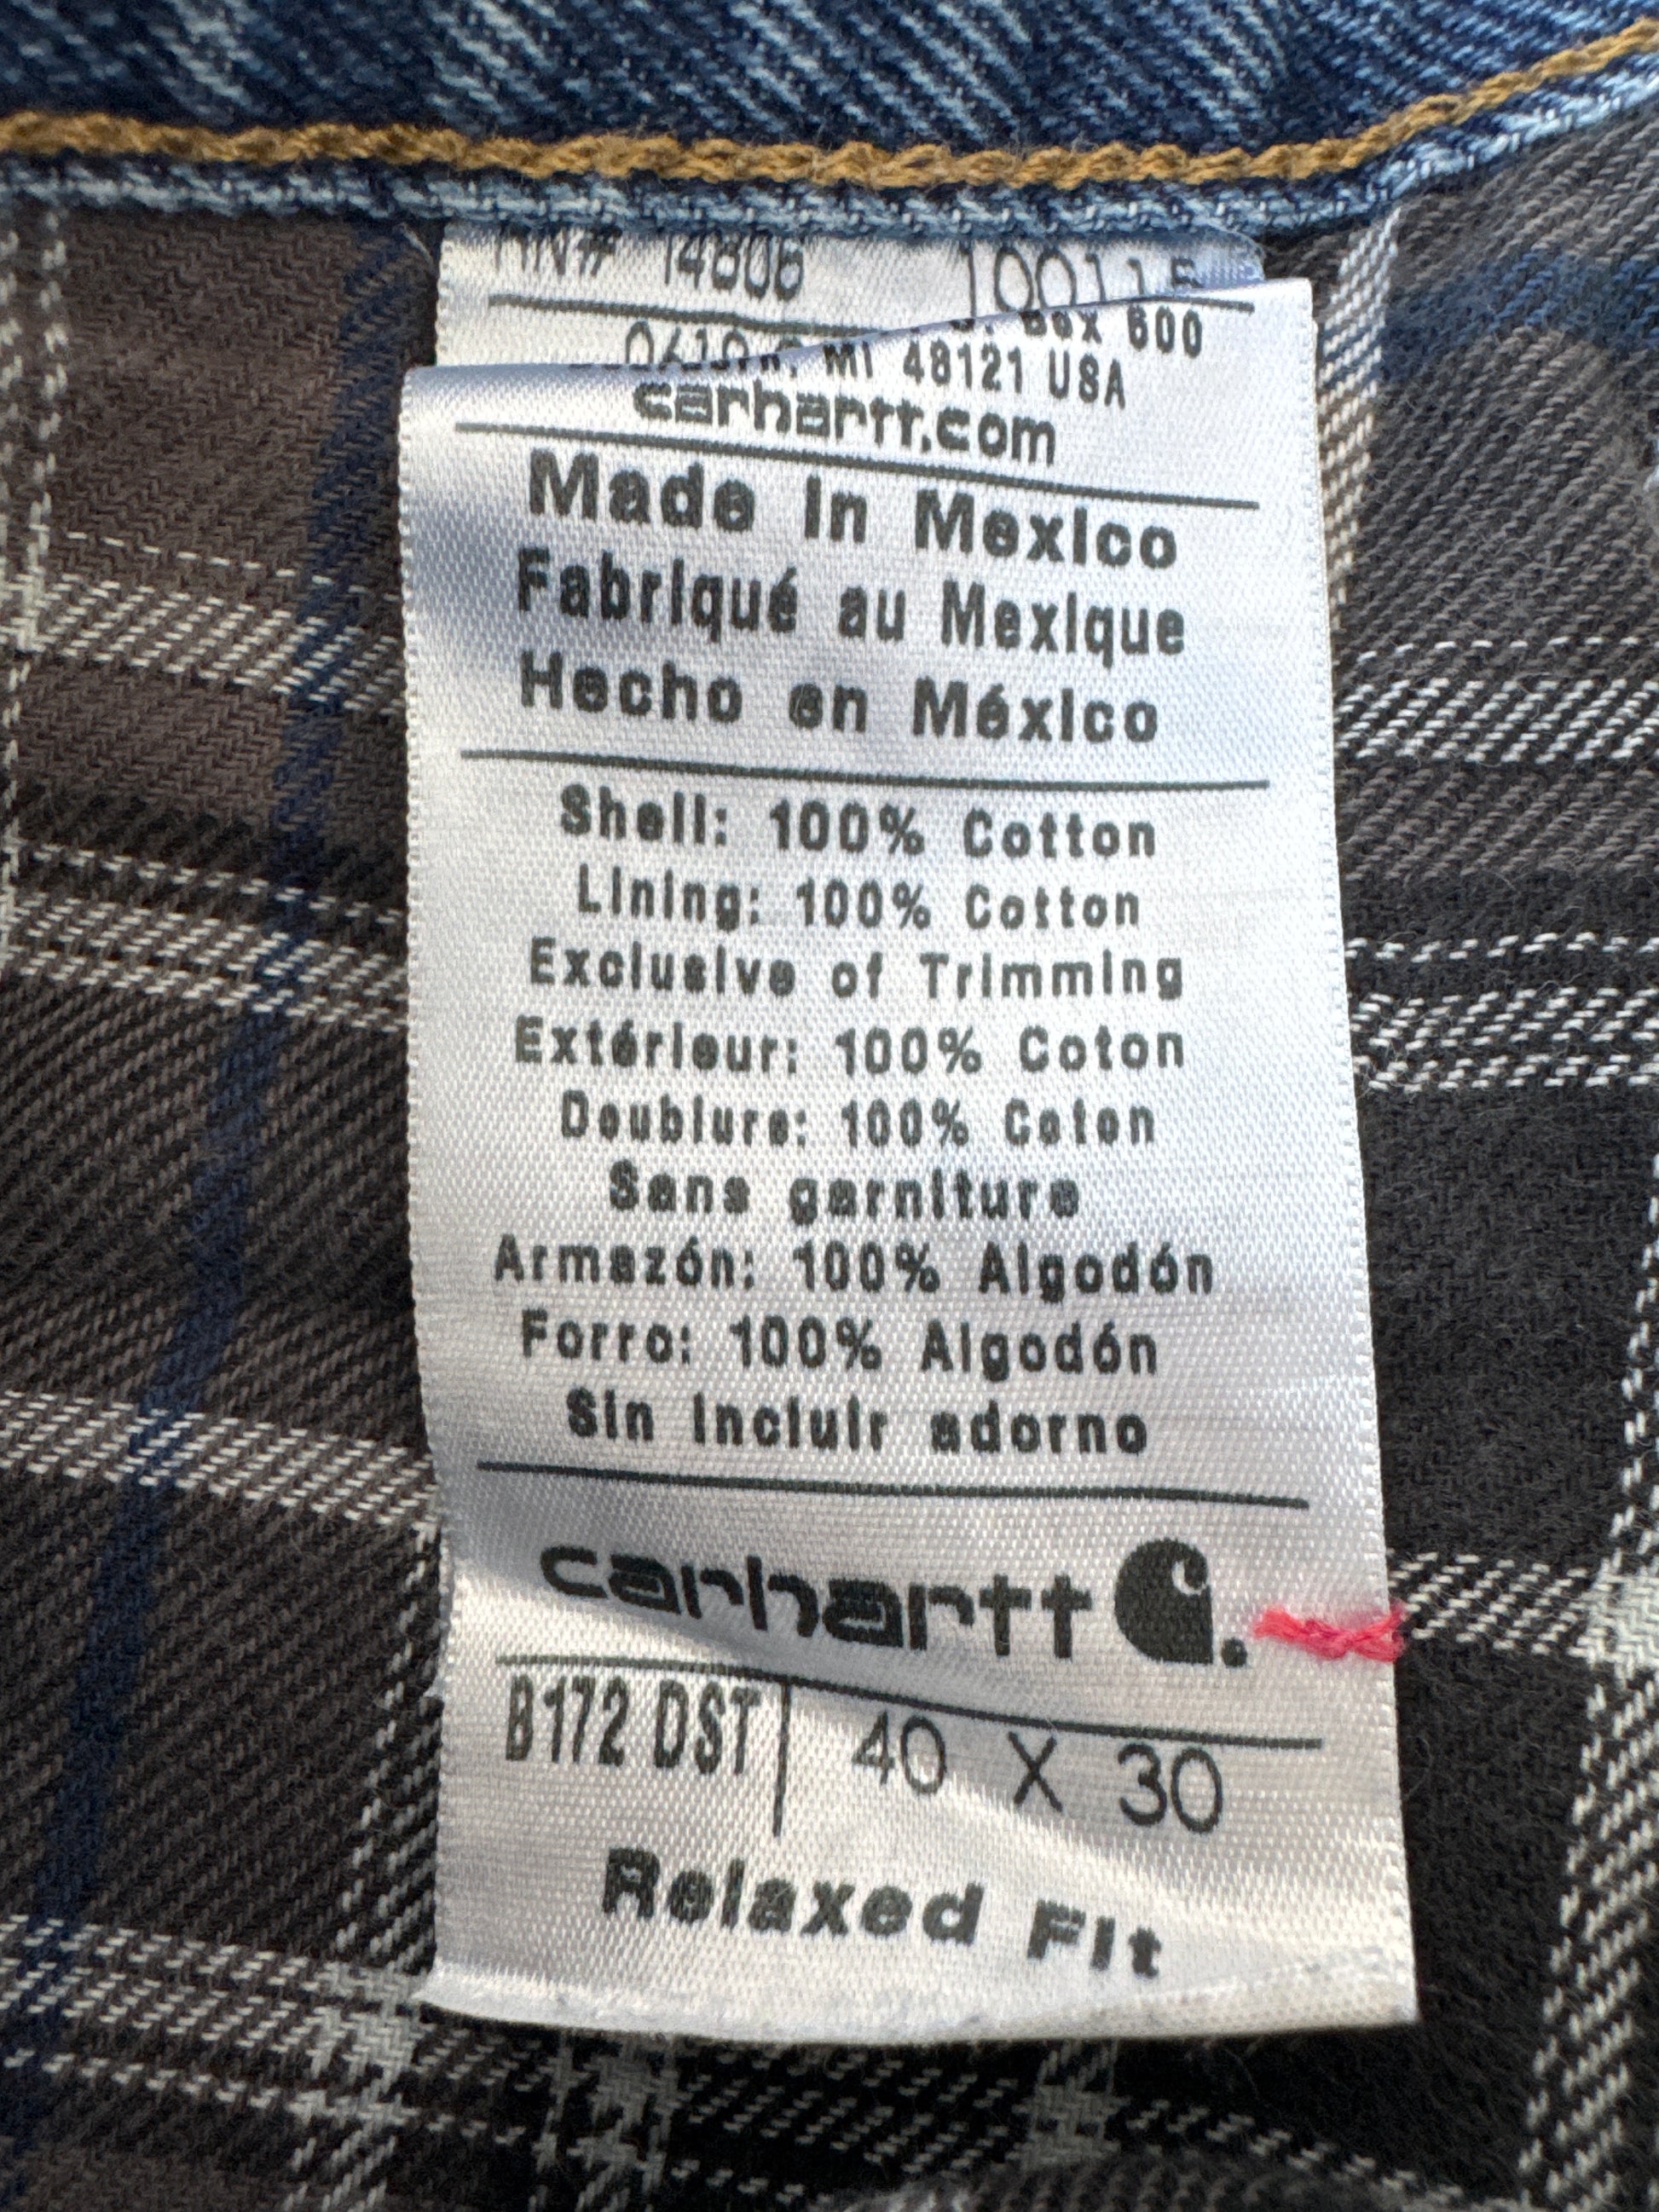 14806
Box 600
MI 48121 USA
carhartt.com
Made in Mexico
Fabriqué au Mexique
Hecho en México
Shell: 100% Cotton
Lining: 100% Cotton
Exclusive of Trimming
Extérieur: 100% Coton
Doublure: 100% Coton
Sans garniture
Armazón: 100% Algodón
Forro: 100% Algodón
Sin incluir adorno
carhartt
B172 DST 40 X 30
Relaxed Fit